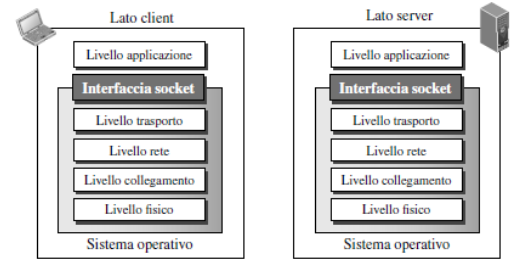 Lato client
Livello applicazione
Interfaccia socket
Livello trasporto
Livello rete
Livello collegamento
Livello fisico
Sistema operativo
Lato server
Livello applicazione
Interfaccia socket
Livello trasporto
Livello rete
Livello collegamento
Livello fisico
Sistema operativo